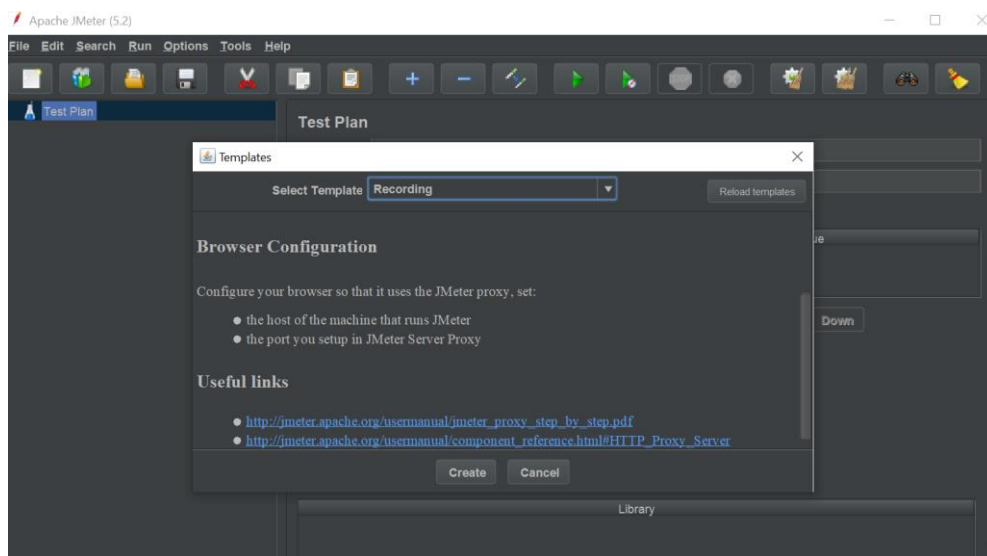 Apache JMeter (5.2)
File Edit Search Run Options Tools Help
Test Plan
Test Plan
Templates
Select Template Recording Reload templates
Browser Configuration
ue
Configure your browser so that it uses the JMeter proxy, set:
the host of the machine that runs JMeter
Down
the port you setup in JMeter Server Proxy
Useful links
http://jmeter.apache.org/usermanual/jmeter_proxy_step_by_step.pdf
http://jmeter.apache.org/usermanual/component_reference.html#HTTP_Proxy_Server
Create Cancel
Library